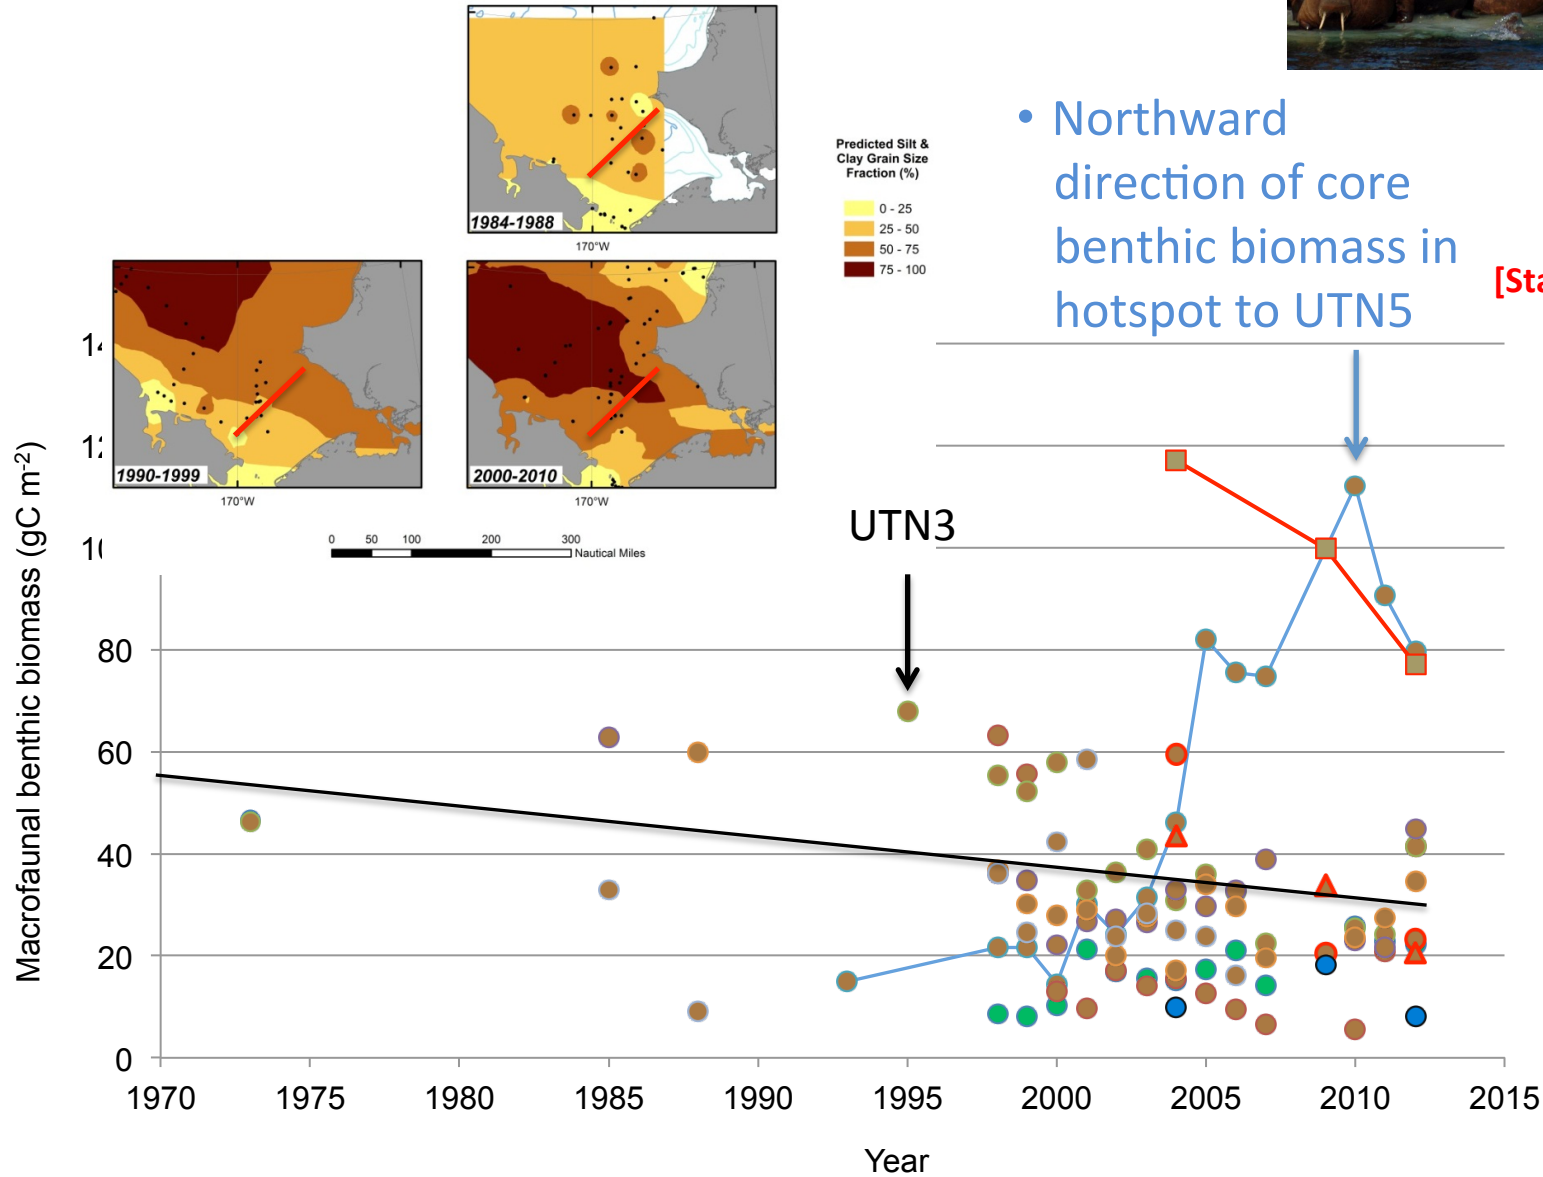 1984-1988
170°W
Predicted Silt &
Clay Grain Size
Fraction (%)
0 - 25
25 - 50
50 - 75
75 - 100
• Northward
direction of core
benthic biomass in
hotspot to UTN5
1990-1999
170°W
2000-2010
170°W
0 50 100 200 300
Nautical Miles
UTN3
Macrofaunal benthic biomass (gC m-2)
80
60
40
20
0
1970 1975 1980 1985 1990 1995 2000 2005 2010 2015
Year